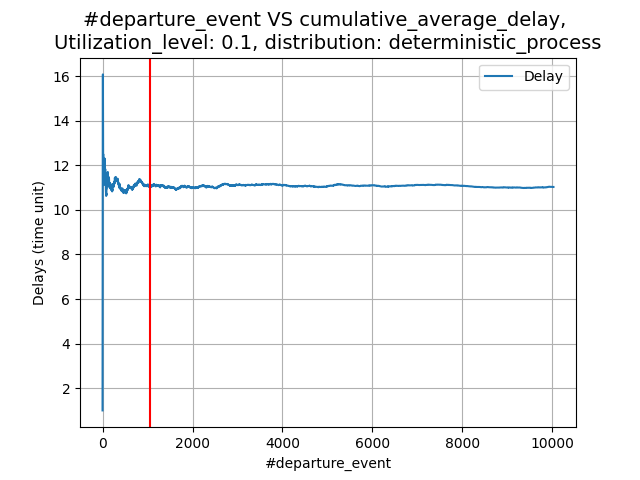 #departure_event VS cumulative_average_delay,
Utilization_level: 0.1, distribution: deterministic_process
Delay
16
14
12
10
8
6
4
2
Delays (time unit)
0 2000 4000 6000 8000 10000
#departure_event